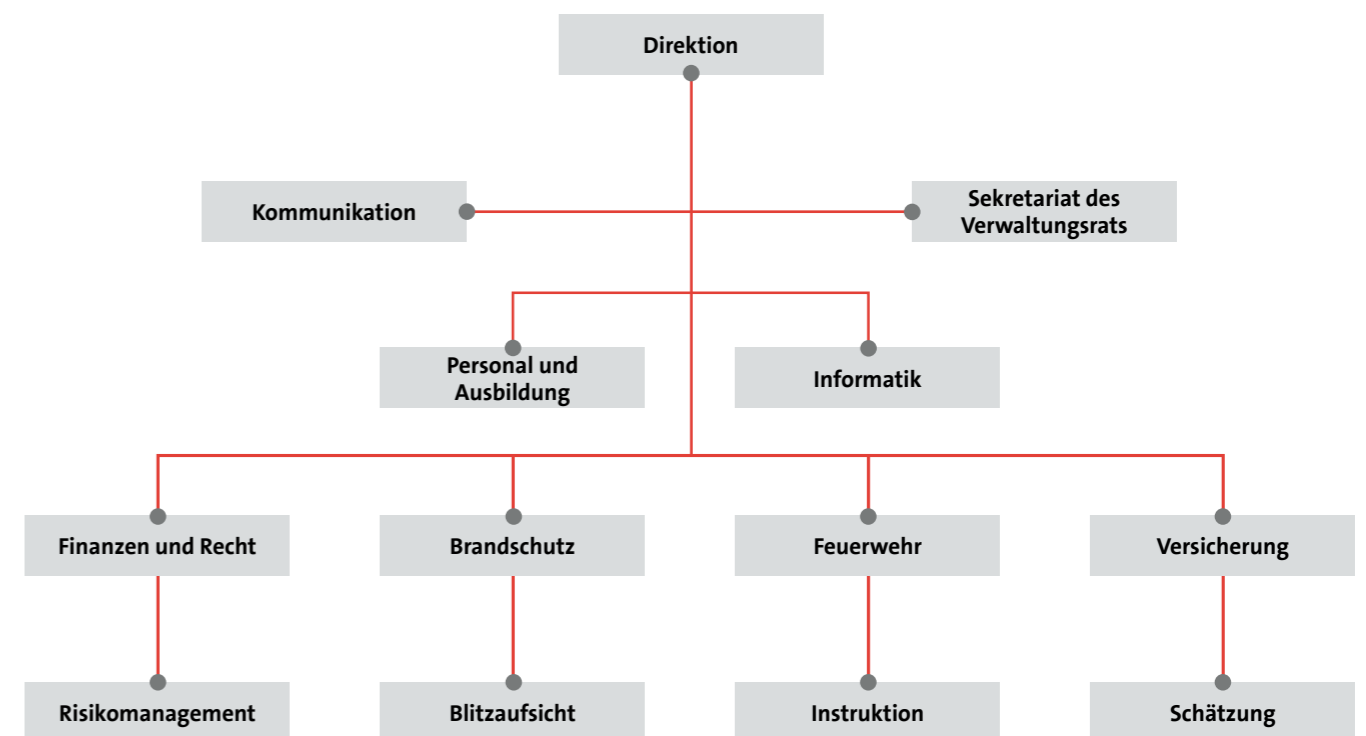 Direktion
Kommunikation
Sekretariat des
Verwaltungsrats
Personal und
Ausbildung
Informatik
Finanzen und Recht
Brandschutz
Feuerwehr
Versicherung
Risikomanagement
Blitzaufsicht
Instruktion
Schätzung